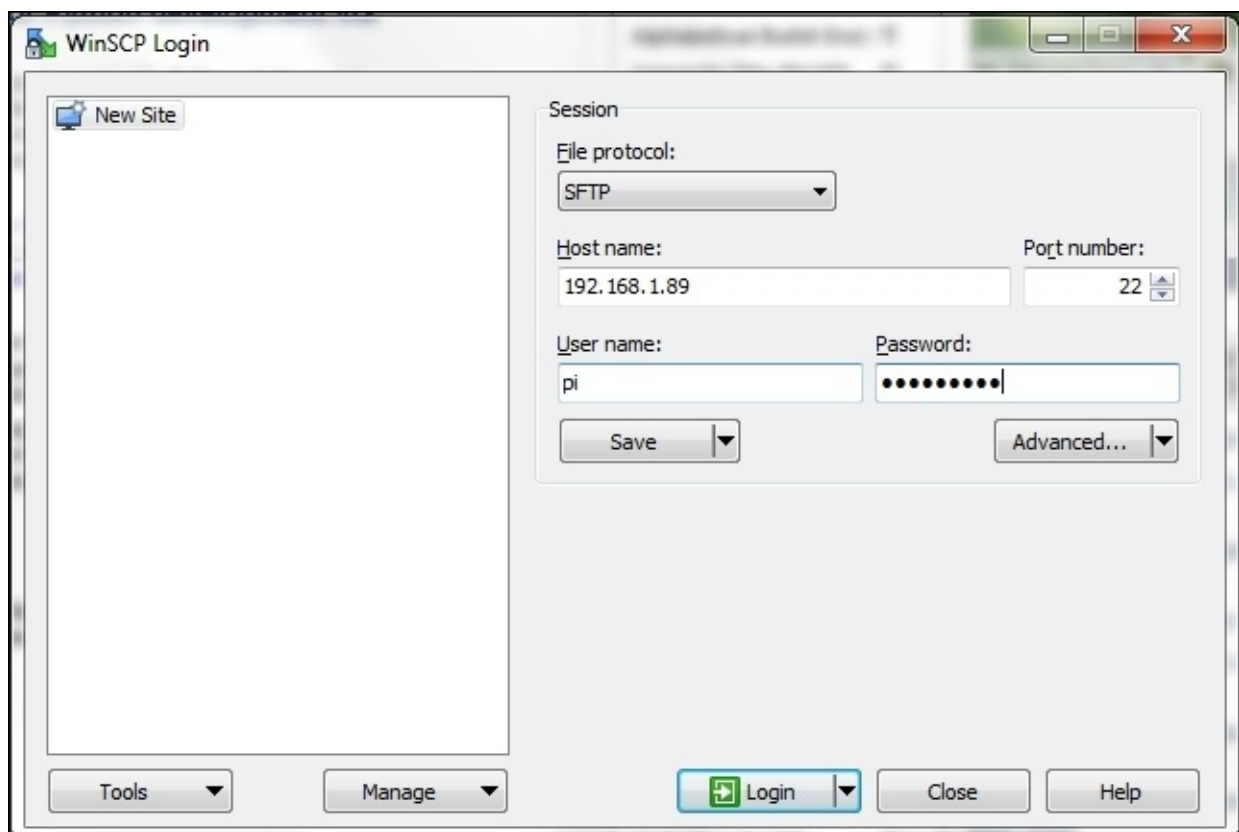 WinSCP Login
New Site
Session
File protocol:
SFTP
Host name: Port number:
192.168.1.89 22
User name: Password:
pi •••••••••
Save Advanced...
Tools Manage Login Close Help